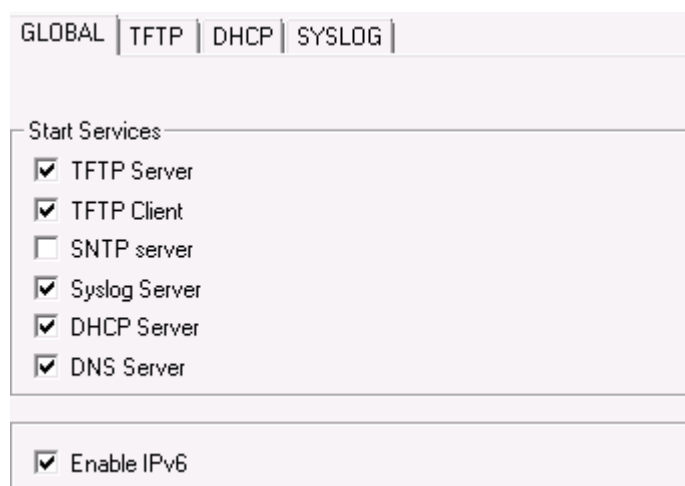 GLOBAL TFTP DHCP SYSLOG
Start Services
TFTP Server
TFTP Client
SNTP server
Syslog Server
DHCP Server
DNS Server
Enable IPv6